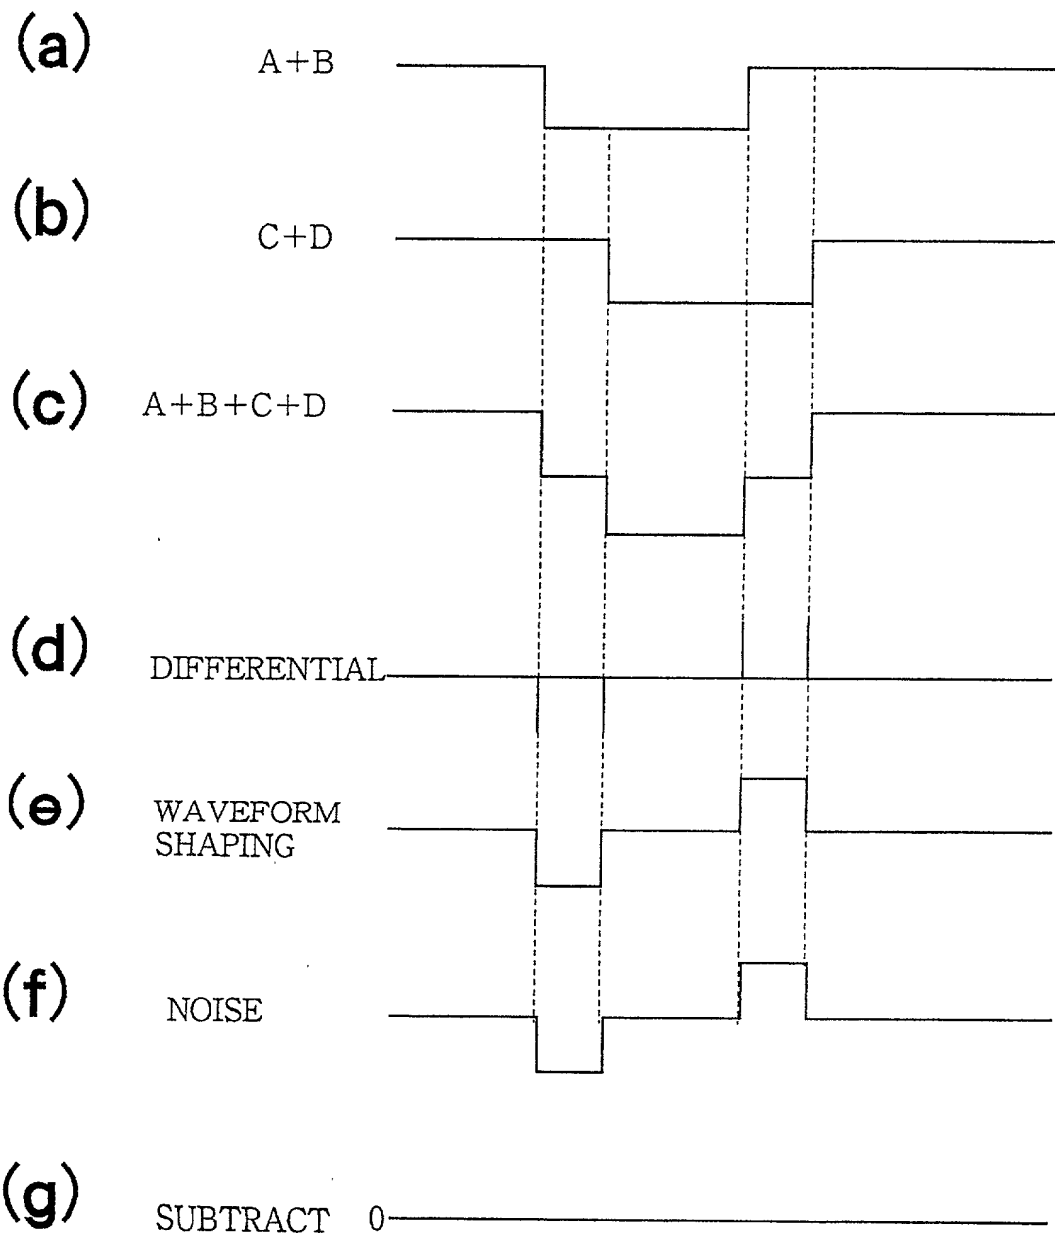 (a) A+B
(b) C+D
(c) A+B+C+D
(d) DIFFERENTIAL
(e) WAVEFORM
SHAPING
(f) NOISE
(g) SUBTRACT 0